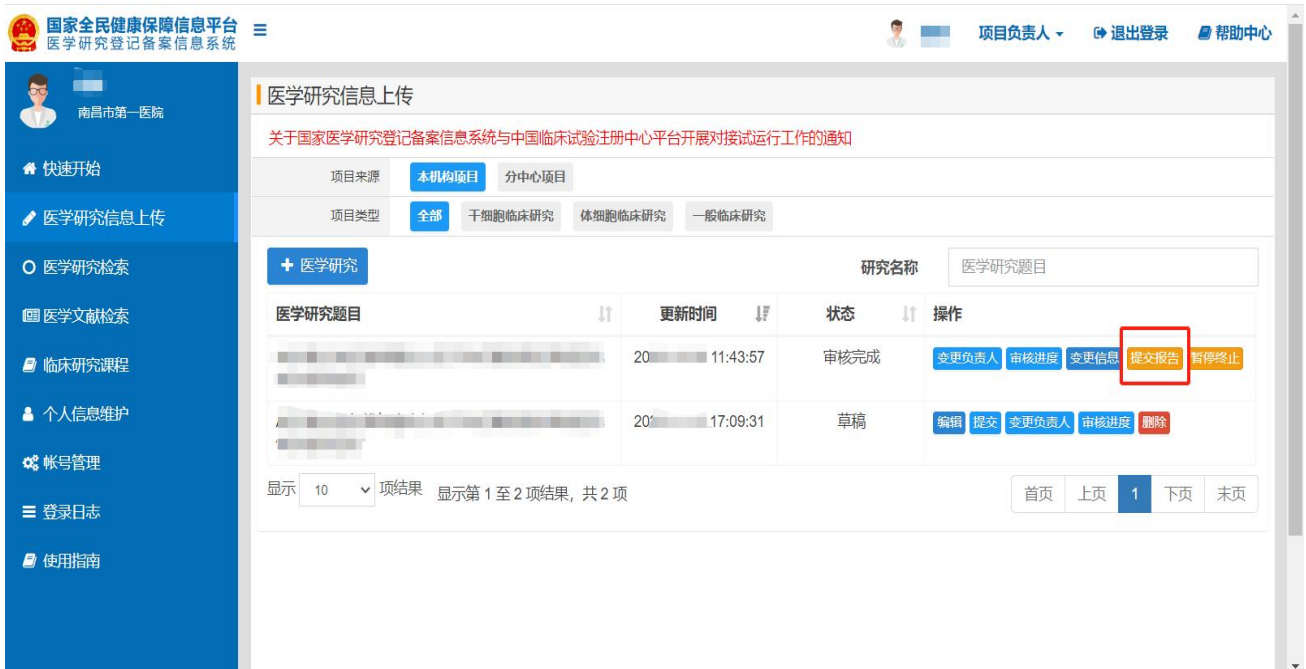 国家全民健康保障信息平台
医学研究登记备案信息系统
项目负责人
退出登录
帮助中心
南昌市第一医院
快速开始
医学研究信息上传
医学研究检索
医学文献检索
临床研究课程
个人信息维护
帐号管理
登录日志
使用指南
医学研究信息上传
关于国家医学研究登记备案信息系统与中国临床试验注册中心平台开展对接试运行工作的通知
项目来源 本机构项目 分中心项目
项目类型 全部 干细胞临床研究 体细胞临床研究 一般临床研究
+ 医学研究 研究名称 医学研究题目
医学研究题目 更新时间 状态 操作
20 11:43:57 审核完成 变更负责人 审核进度 变更信息 提交报告 暂停终止
20 17:09:31 草稿 编辑 提交 变更负责人 审核进度 删除
显示 10 项结果 显示第 1 至 2 项结果，共 2 项 首页 上页 1 下页 末页